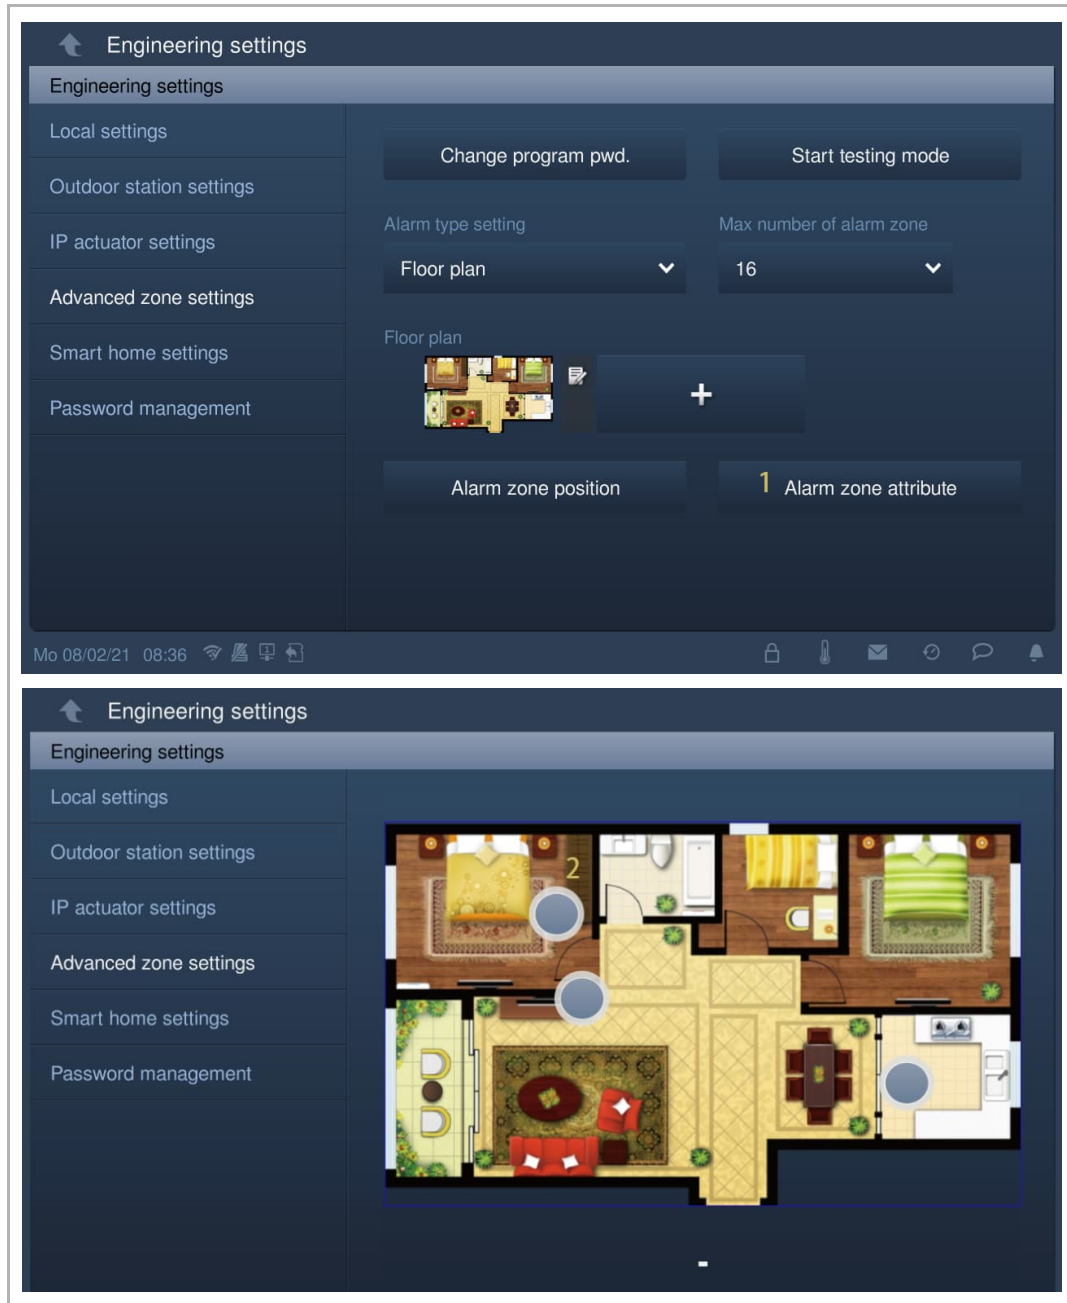 Engineering settings
Engineering settings
Local settings
Outdoor station settings
IP actuator settings
Advanced zone settings
Smart home settings
Password management
Change program pwd.
Start testing mode
Alarm type setting
Max number of alarm zone
Floor plan
16
Floor plan
+
Alarm zone position
1 Alarm zone attribute
Mo 08/02/21 08:36
Engineering settings
Engineering settings
Local settings
Outdoor station settings
IP actuator settings
Advanced zone settings
Smart home settings
Password management
2
-